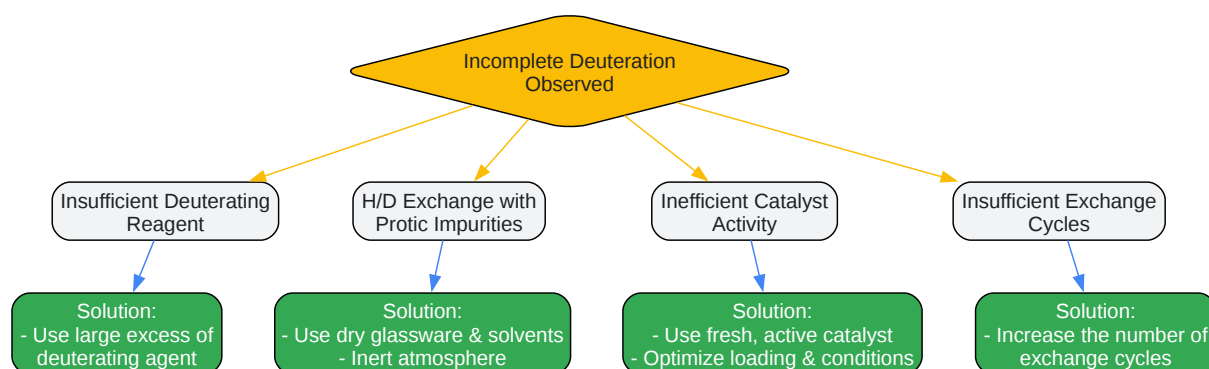 Incomplete Deuteration
Observed
Insufficient Deuterating
Reagent
H/D Exchange with
Protic Impurities
Inefficient Catalyst
Activity
Insufficient Exchange
Cycles
Solution:
- Use large excess of
deuterating agent
Solution:
- Use dry glassware & solvents
- Inert atmosphere
Solution:
- Use fresh, active catalyst
- Optimize loading & conditions
Solution:
- Increase the number of
exchange cycles